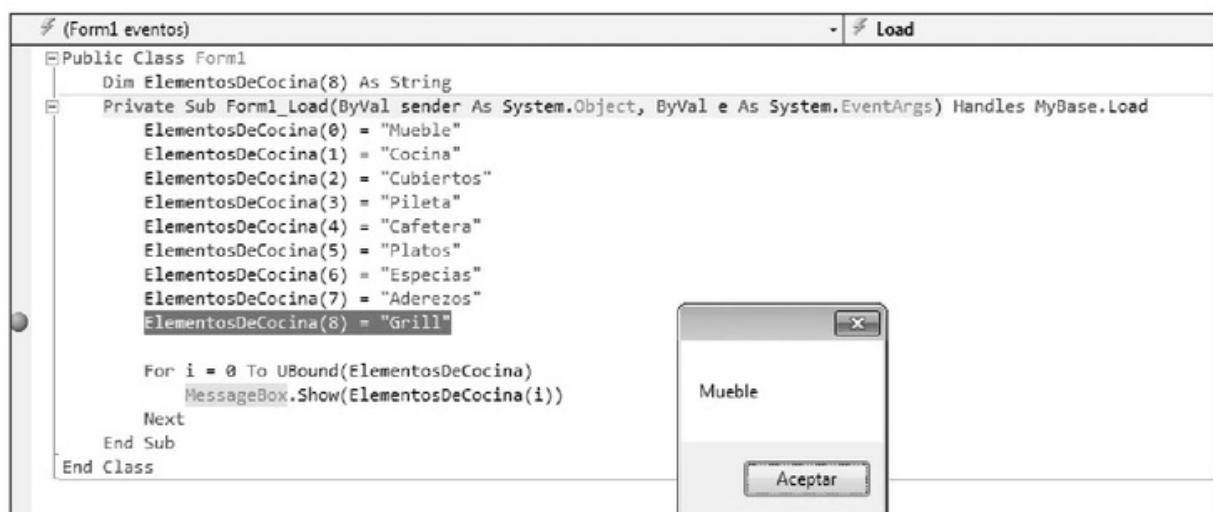 (Form1 eventos)
Load
Public Class Form1
Dim ElementosDeCocina(8) As String
Private Sub Form1_Load(ByVal sender As System.Object, ByVal e As System.EventArgs) Handles MyBase.Load
ElementosDeCocina(0) = "Mueble"
ElementosDeCocina(1) = "Cocina"
ElementosDeCocina(2) = "Cubiertos"
ElementosDeCocina(3) = "Pileta"
ElementosDeCocina(4) = "Cafetera"
ElementosDeCocina(5) = "Platos"
ElementosDeCocina(6) = "Especias"
ElementosDeCocina(7) = "Aderezos"
ElementosDeCocina(8) = "Grill"
For i = 0 To UBound(ElementosDeCocina)
MessageBox.Show(ElementosDeCocina(i))
Next
End Sub
End Class
Mueble
Aceptar